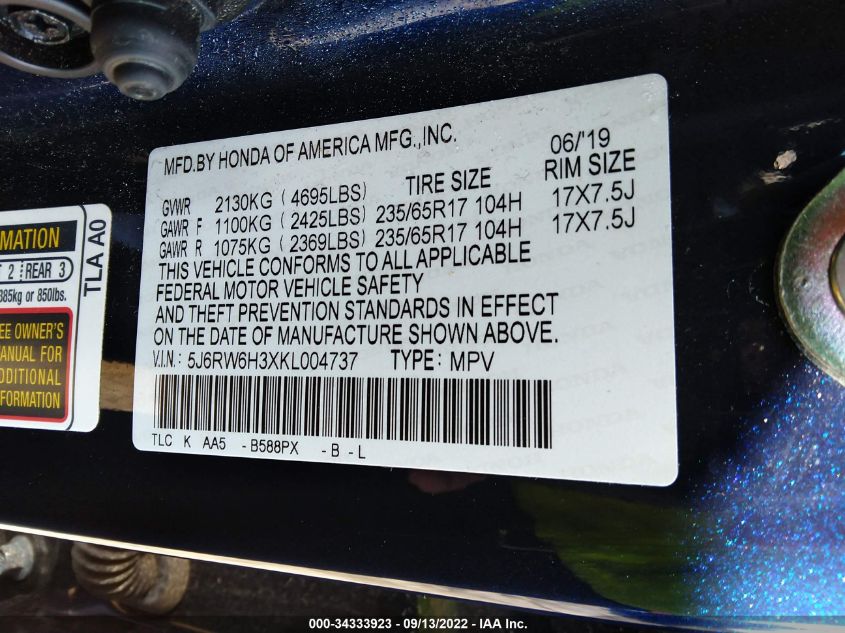 MFD.BY HONDA OF AMERICA MFG.,INC. 06/'19
TIRE SIZE RIM SIZE
GVWR 2130KG (4695LBS)
GAWR F 1100KG (2425LBS) 235/65R17 104H 17X7.5J
GAWR R 1075KG (2369LBS) 235/65R17 104H 17X7.5J
THIS VEHICLE CONFORMS TO ALL APPLICABLE
FEDERAL MOTOR VEHICLE SAFETY
AND THEFT PREVENTION STANDARDS IN EFFECT
ON THE DATE OF MANUFACTURE SHOWN ABOVE.
V.I.N.: 5J6RW6H3XKL004737 TYPE: MPV
TLC K AA5 -B588PX -B -L
MATION
2 REAR 3
385kg or 850lbs.
EE OWNER'S
ANUAL FOR
DDITIONAL
FORMATION
TLA A0
000-34333923 - 09/13/2022 - IAA Inc.